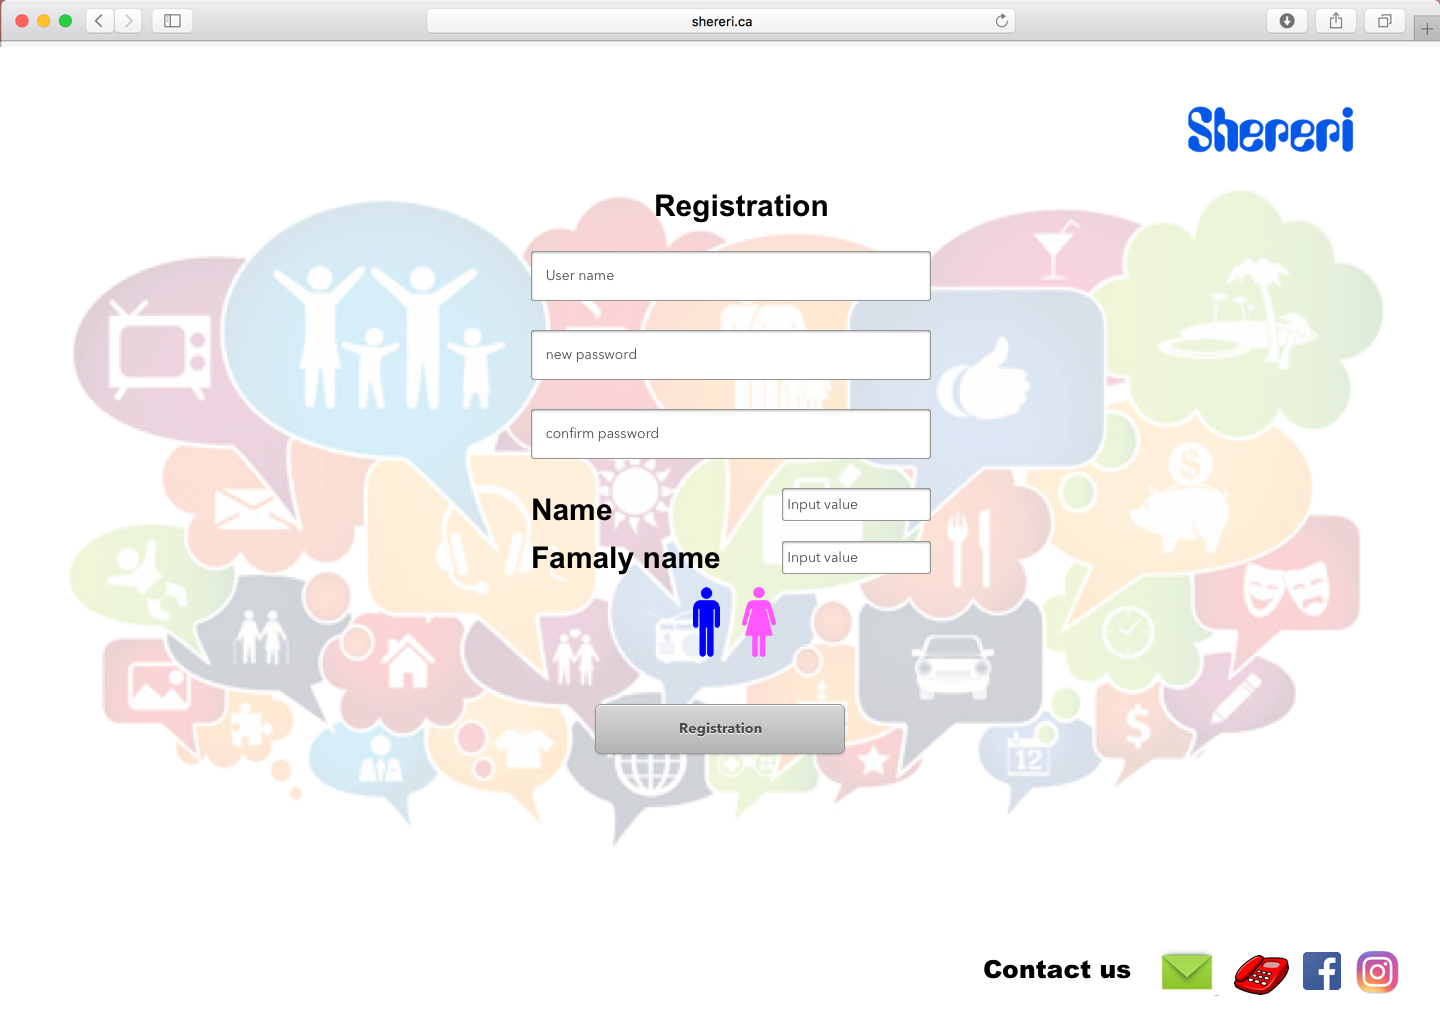 shereri.ca
Shereri
Registration
User name
new password
confirm password
Name
Input value
Famaly name
Input value
$
$
12
Registration
Contact us
f